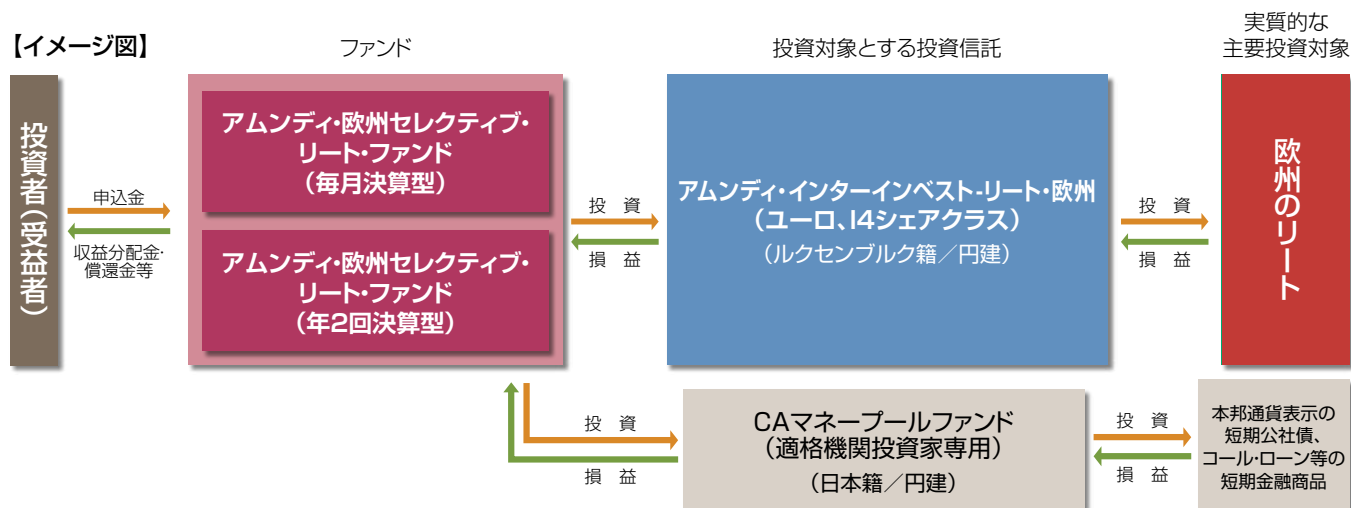 【イメージ図】
ファンド
投資対象とする投資信託
実質的な
主要投資対象
投資者(受益者)
申込金
収益分配金・
償還金等
アムンディ・欧州セレクティブ・
リート・ファンド
(毎月決算型)
アムンディ・欧州セレクティブ・
リート・ファンド
(年2回決算型)
投 資
損 益
アムンディ・インターインベスト-リート・欧州
(ユーロ、I4シェアクラス)
(ルクセンブルク籍/円建)
投 資
損 益
欧州のリート
投 資
損 益
CAマネープールファンド
(適格機関投資家専用)
(日本籍/円建)
投 資
損 益
本邦通貨表示の
短期公社債、
コール・ローン等の
短期金融商品